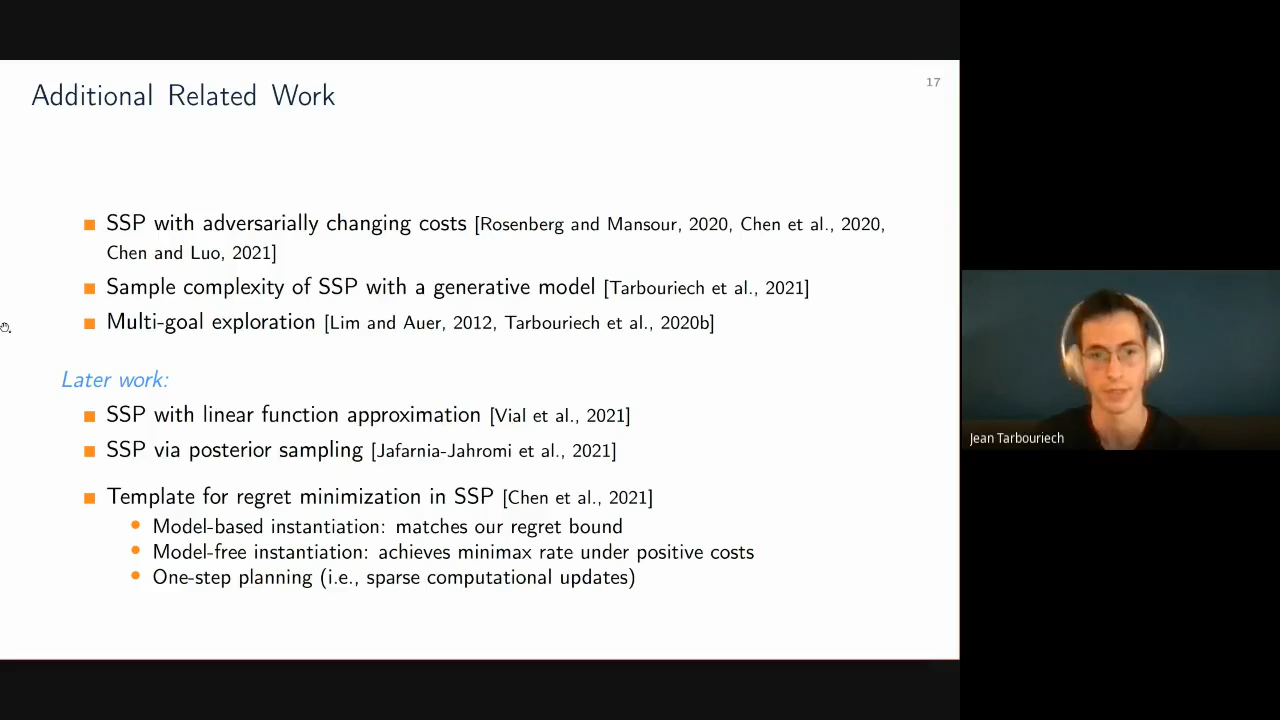 Additional Related Work
17
SSP with adversarially changing costs [Rosenberg and Mansour, 2020, Chen et al., 2020,
Chen and Luo, 2021]
Sample complexity of SSP with a generative model [Tarbouriech et al., 2021]
Multi-goal exploration [Lim and Auer, 2012, Tarbouriech et al., 2020b]
Later work:
SSP with linear function approximation [Vial et al., 2021]
SSP via posterior sampling [Jafarnia-Jahromi et al., 2021]
Template for regret minimization in SSP [Chen et al., 2021]
Model-based instantiation: matches our regret bound
Model-free instantiation: achieves minimax rate under positive costs
One-step planning (i.e., sparse computational updates)
Jean Tarbouriech